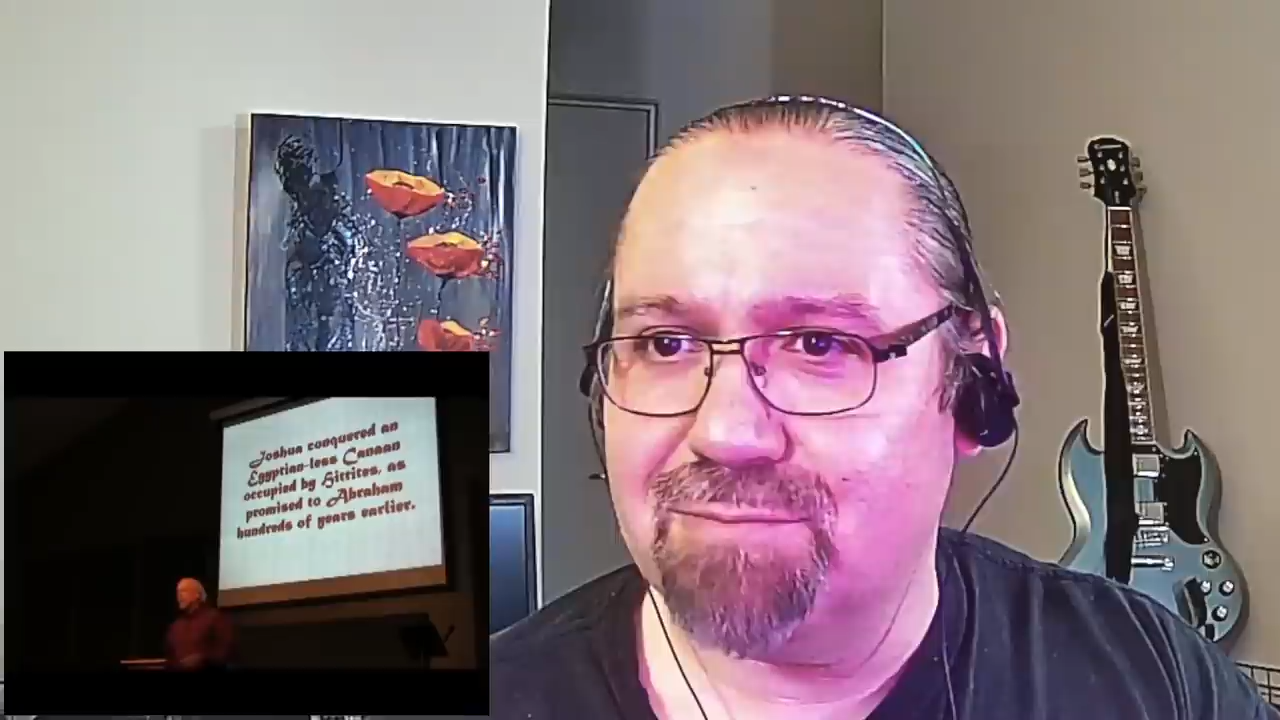 Joshua conquered an
Egyptian-less Canaan
occupied by Hittites, as
promised to Abraham
hundreds of years earlier.